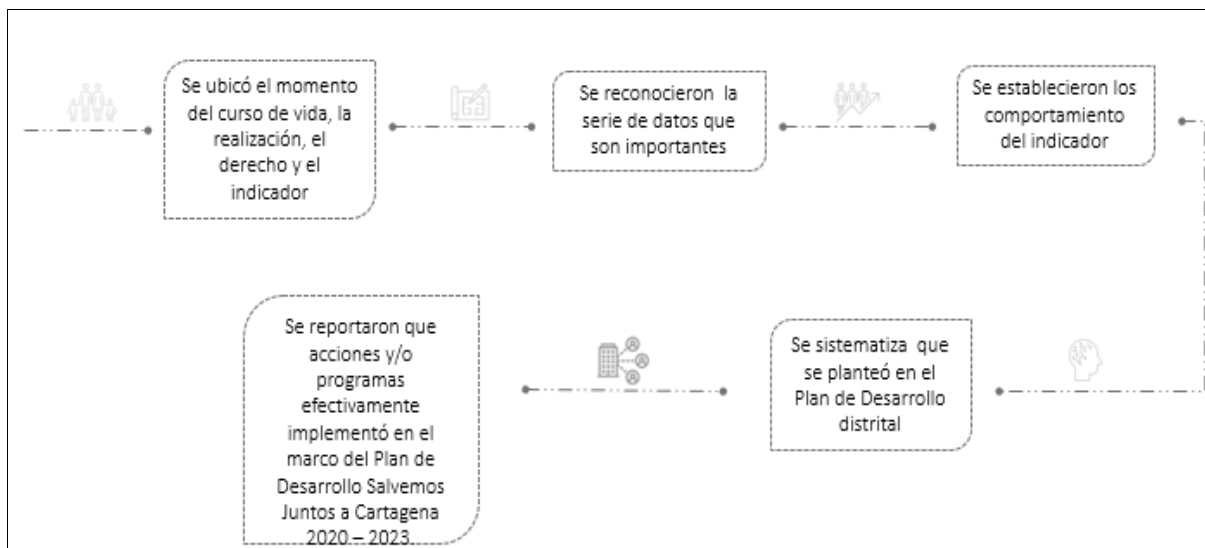 Se ubicó el momento
del curso de vida, la
realización, el
derecho y el
indicador
Se reconocieron la
serie de datos que
son importantes
Se establecieron los
comportamiento
del indicador
Se sistematiza que
se planteó en el
Plan de Desarrollo
distrital
Se reportaron que
acciones y/o
programas
efectivamente
implementó en el
marco del Plan de
Desarrollo Salvemos
Juntos a Cartagena
2020 – 2023